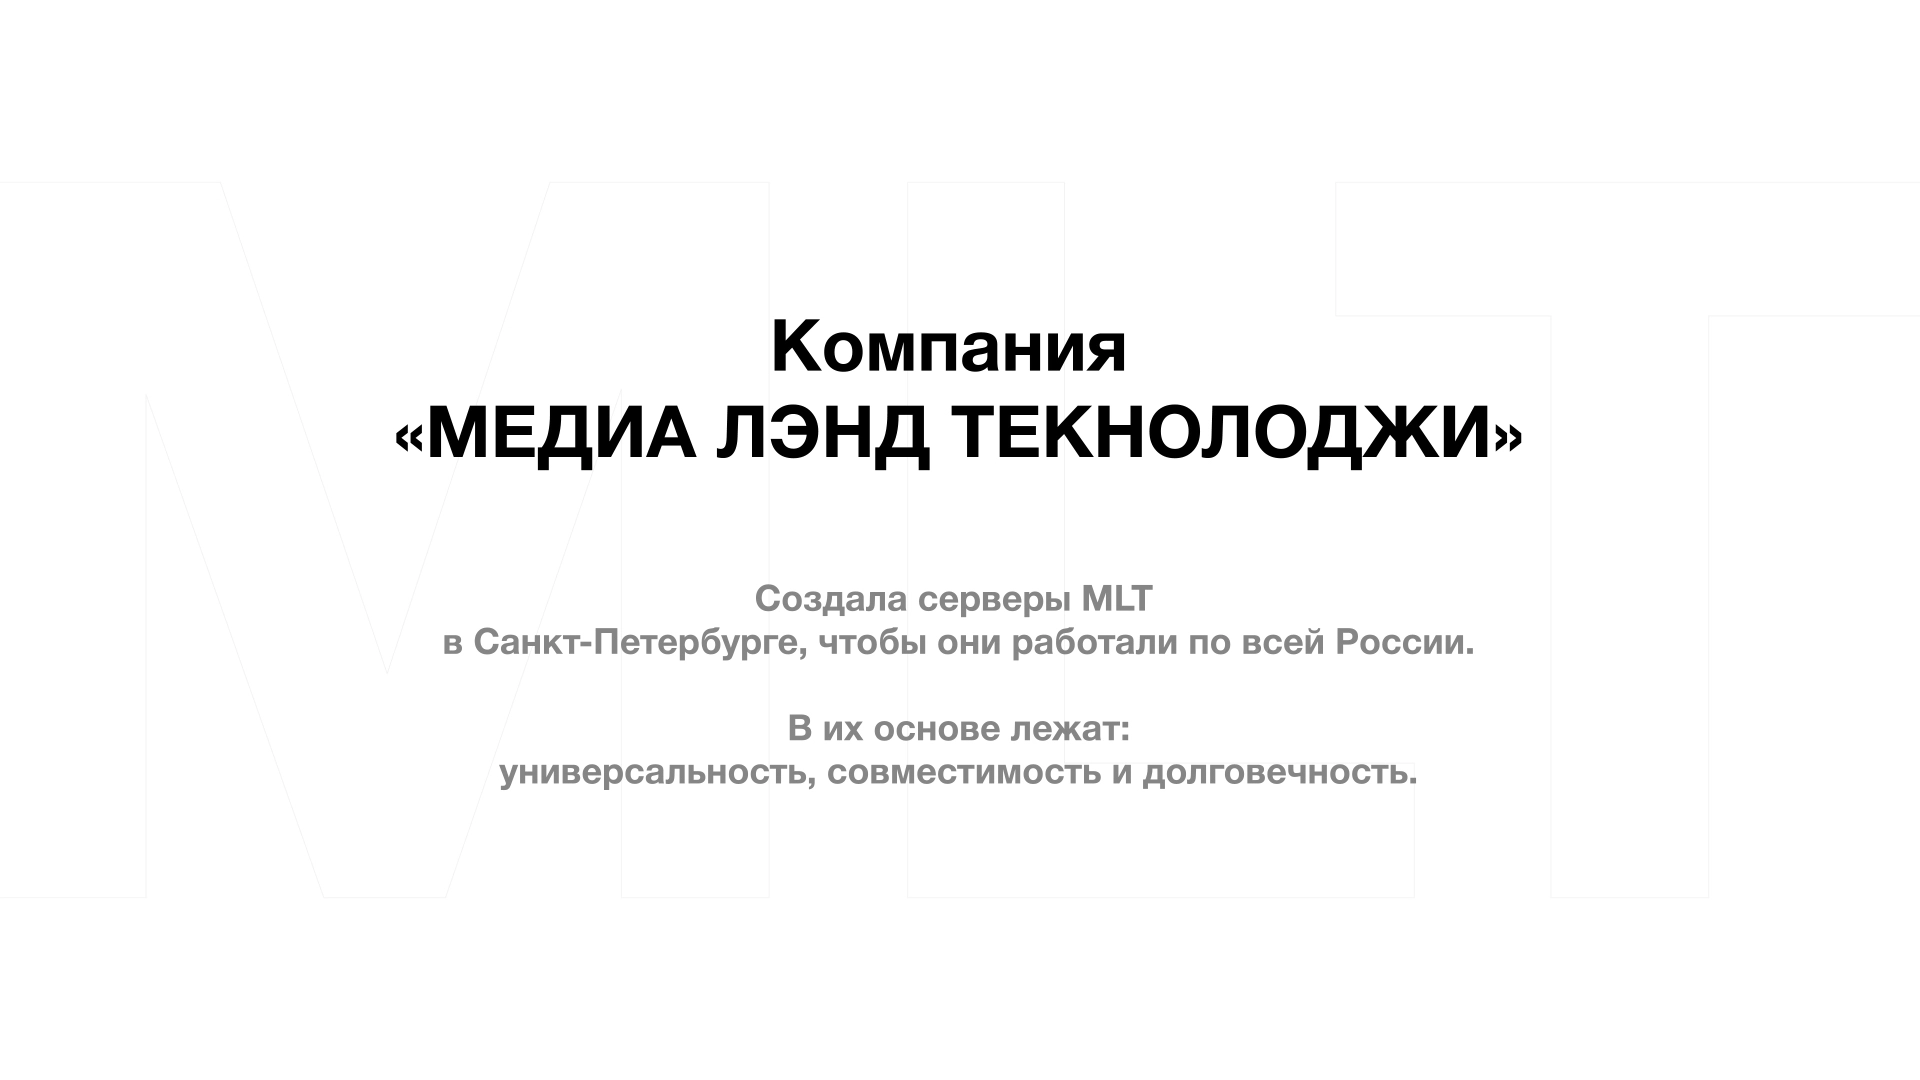 MLT
Компания
«МЕДИА ЛЭНД ТЕКНОЛОДЖИ»
Создала серверы MLT
в Санкт-Петербурге, чтобы они работали по всей России.
В их основе лежат:
универсальность, совместимость и долговечность.